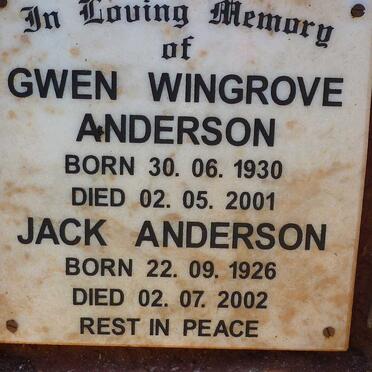 In Loving Memory
of
GWEN WINGROVE
ANDERSON
BORN 30. 06. 1930
DIED 02. 05. 2001
JACK ANDERSON
BORN 22. 09. 1926
DIED 02. 07. 2002
REST IN PEACE